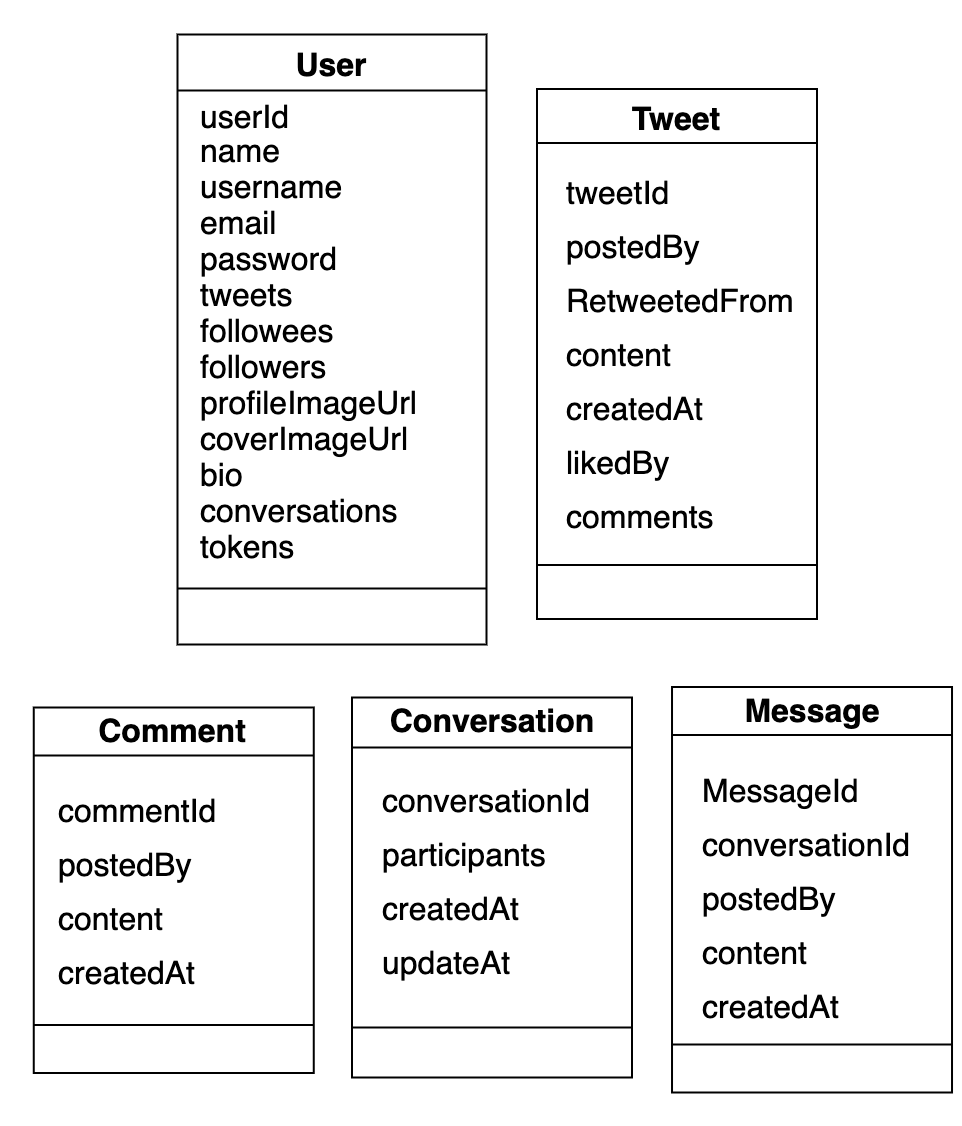 User
userId
name
username
email
password
tweets
followees
followers
profileImageUrl
coverImageUrl
bio
conversations
tokens
Tweet
tweetId
postedBy
RetweetedFrom
content
createdAt
likedBy
comments
Comment
commentId
postedBy
content
createdAt
Conversation
conversationId
participants
createdAt
updateAt
Message
MessageId
conversationId
postedBy
content
createdAt